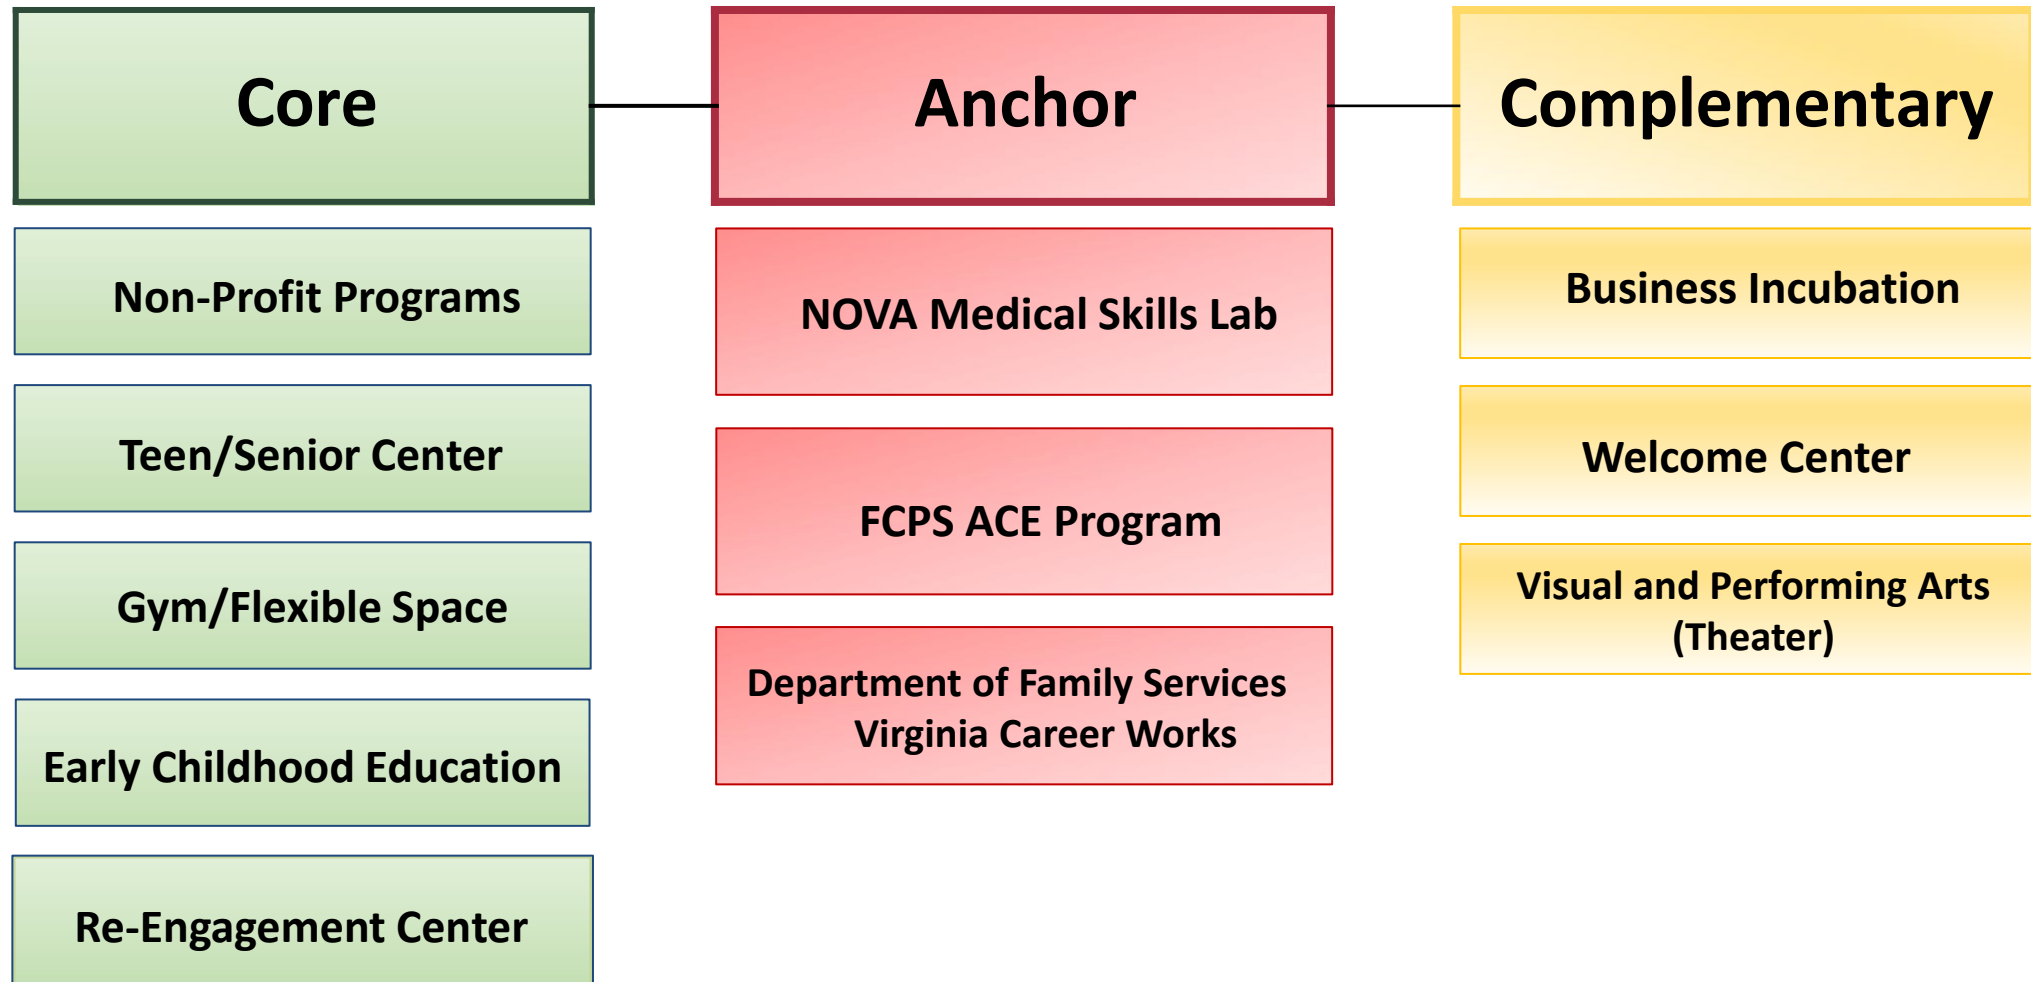 Core
Anchor
Complementary
Non-Profit Programs
Teen/Senior Center
Gym/Flexible Space
Early Childhood Education
Re-Engagement Center
NOVA Medical Skills Lab
FCPS ACE Program
Department of Family Services
Virginia Career Works
Business Incubation
Welcome Center
Visual and Performing Arts
(Theater)